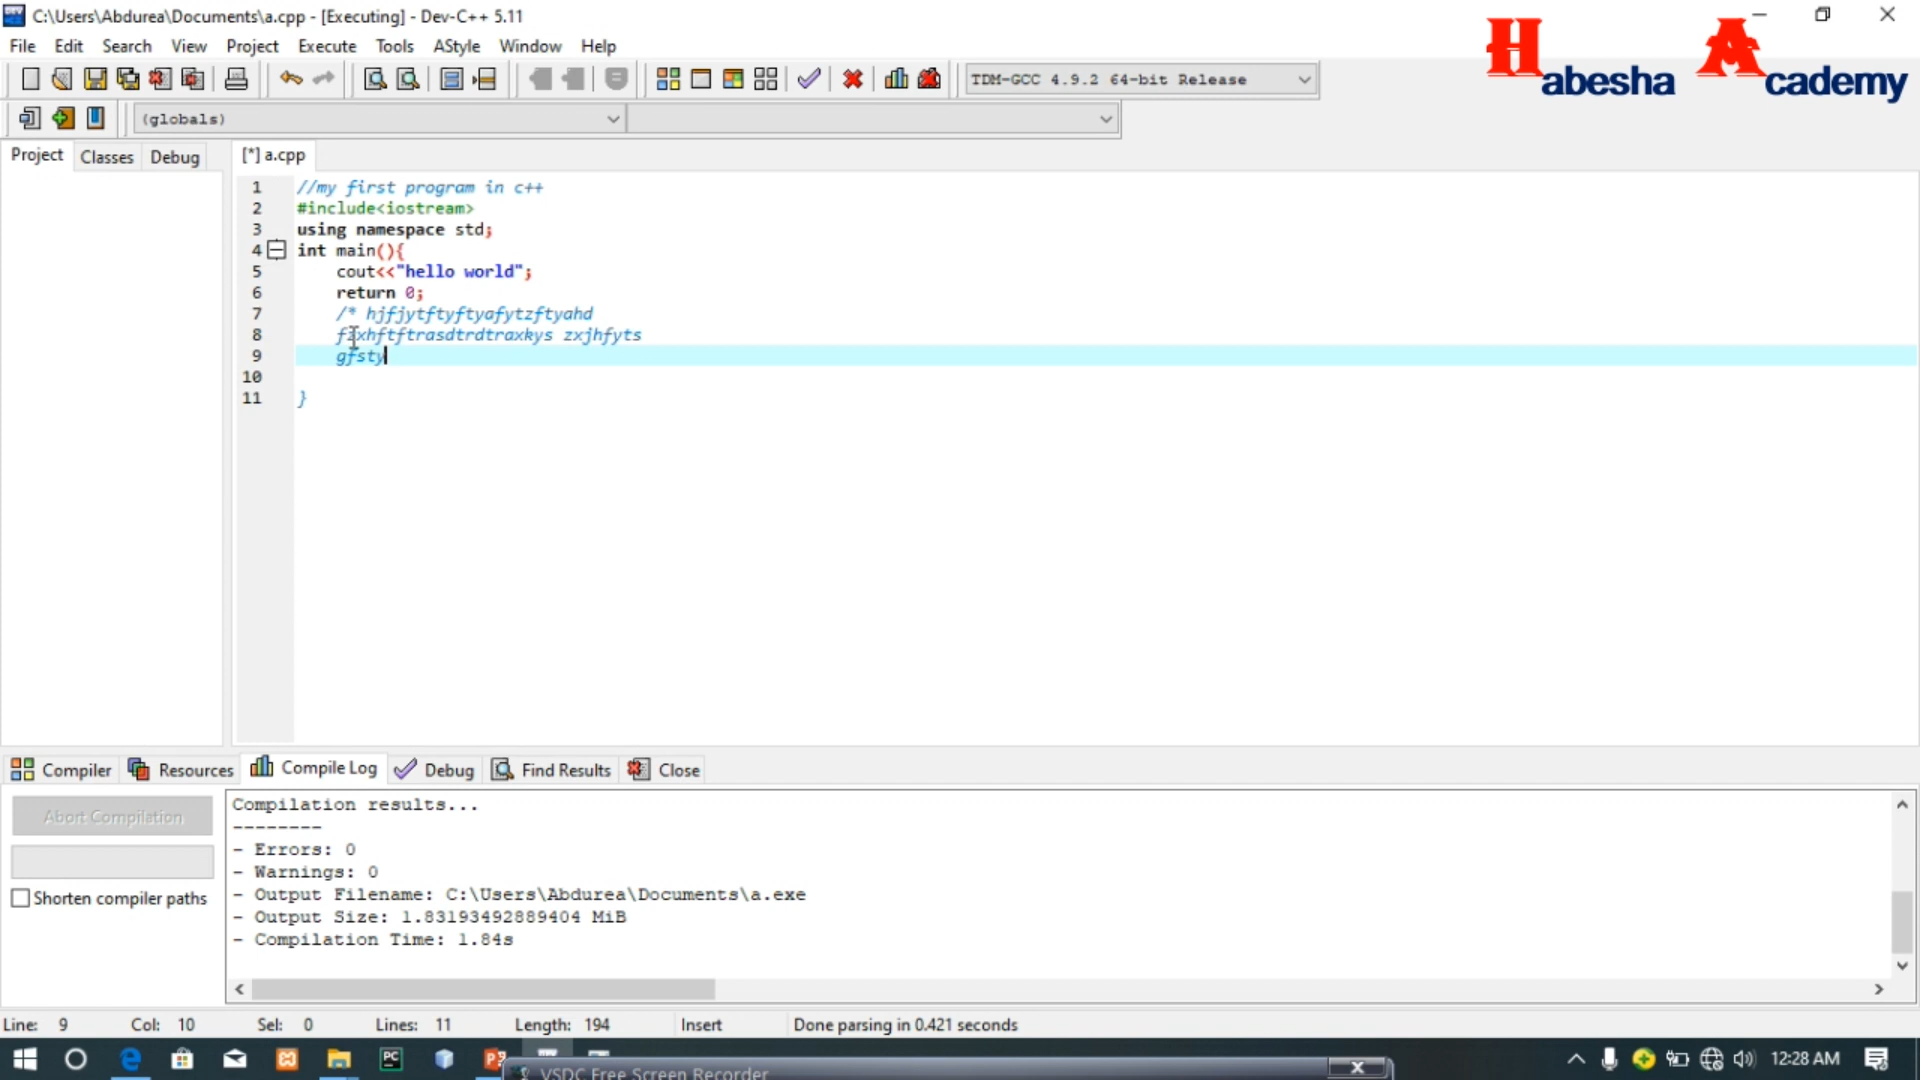 C:\Users\Abdurea\Documents\a.cpp - [Executing] - Dev-C++ 5.11
File Edit Search View Project Execute Tools AStyle Window Help
Habesha Academy
TDM-GCC 4.9.2 64-bit Release
(globals)
Project Classes Debug [*] a.cpp
1 //my first program in c++
2 #include<iostream>
3 using namespace std;
4 int main(){
5 cout<<"hello world";
6 return 0;
7 /* hjfjytftyftyafytzftyahd
8 fzxhftftrasdtrdtraxkys zxjhfyts
9 gfsty
10
11 }
Compiler Resources Compile Log Debug Find Results Close
Abort Compilation
Shorten compiler paths
Compilation results...
--------
- Errors: 0
- Warnings: 0
- Output Filename: C:\Users\Abdurea\Documents\a.exe
- Output Size: 1.83193492889404 MiB
- Compilation Time: 1.84s
Line: 9 Col: 10 Sel: 0 Lines: 11 Length: 194 Insert Done parsing in 0.421 seconds
VSDC Free Screen Recorder
12:28 AM